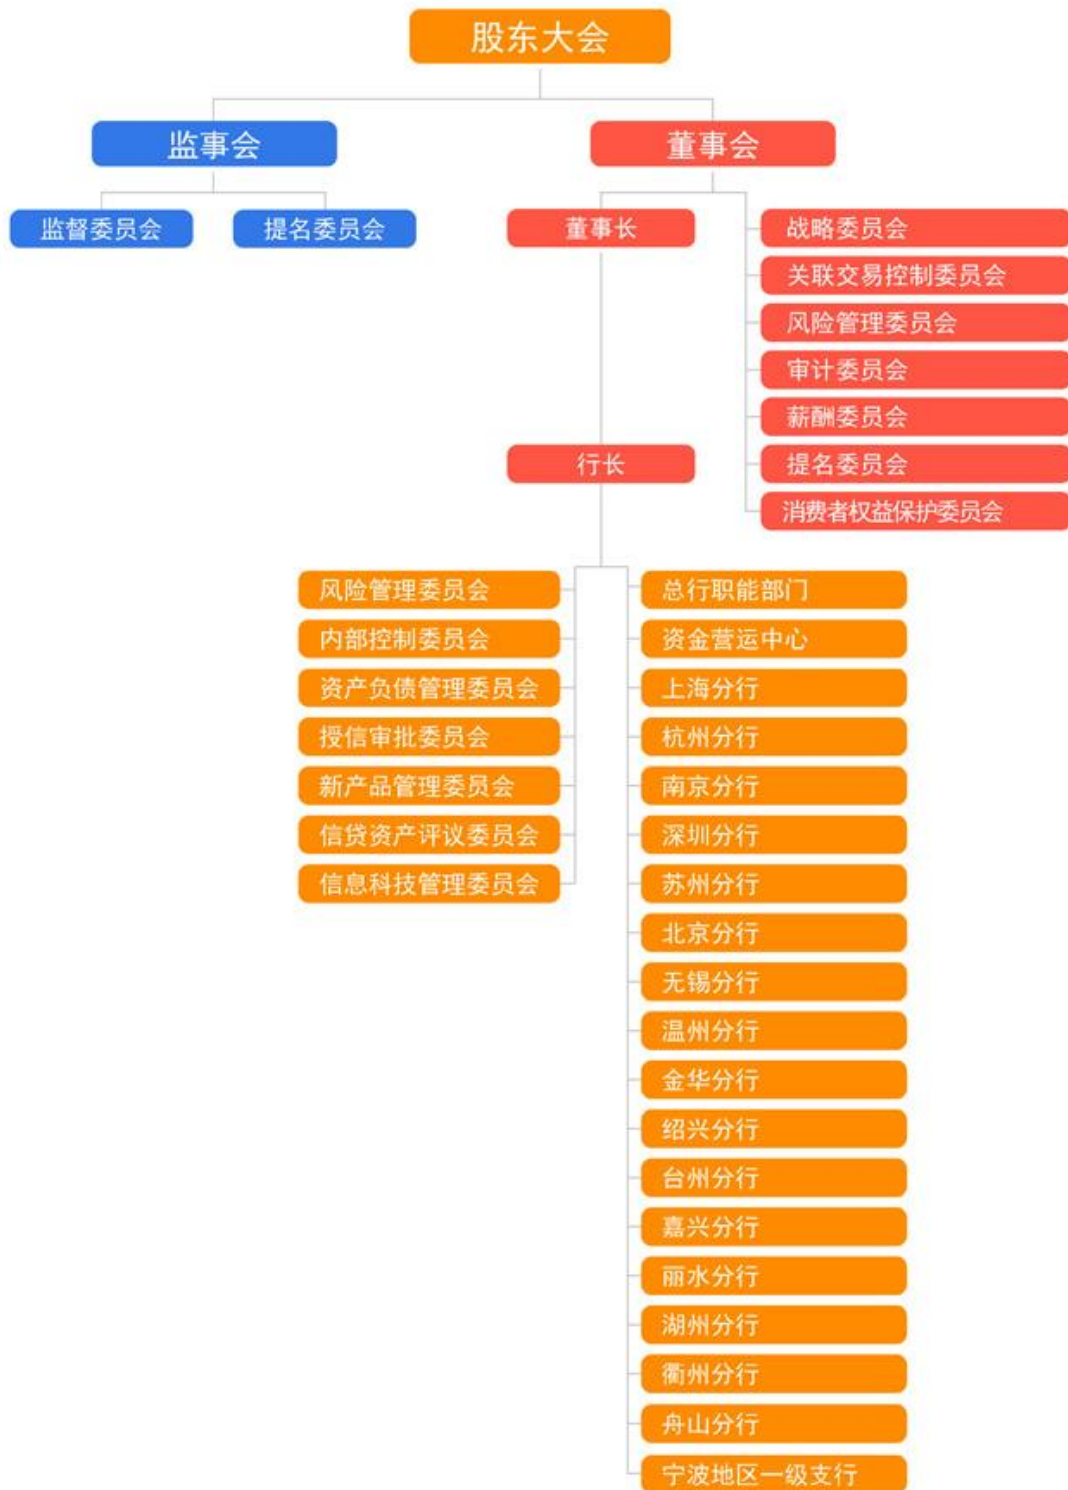 股东大会
监事会
董事会
监督委员会
提名委员会
董事长
战略委员会
关联交易控制委员会
风险管理委员会
审计委员会
薪酬委员会
行长
提名委员会
消费者权益保护委员会
风险管理委员会
内部控制委员会
资产负债管理委员会
授信审批委员会
新产品管理委员会
信贷资产评议委员会
信息科技管理委员会
总行职能部门
资金营运中心
上海分行
杭州分行
南京分行
深圳分行
苏州分行
北京分行
无锡分行
温州分行
金华分行
绍兴分行
台州分行
嘉兴分行
丽水分行
湖州分行
衢州分行
舟山分行
宁波地区一级支行